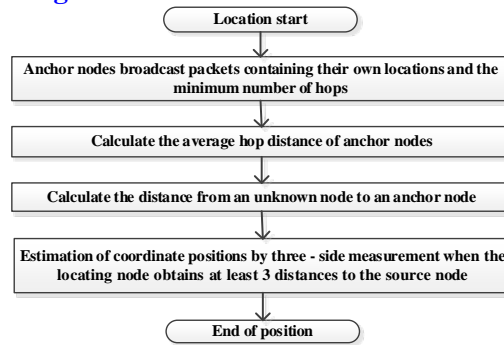 Location start
Anchor nodes broadcast packets containing their own locations and the
minimum number of hops
Calculate the average hop distance of anchor nodes
Calculate the distance from an unknown node to an anchor node
Estimation of coordinate positions by three - side measurement when the
locating node obtains at least 3 distances to the source node
End of position